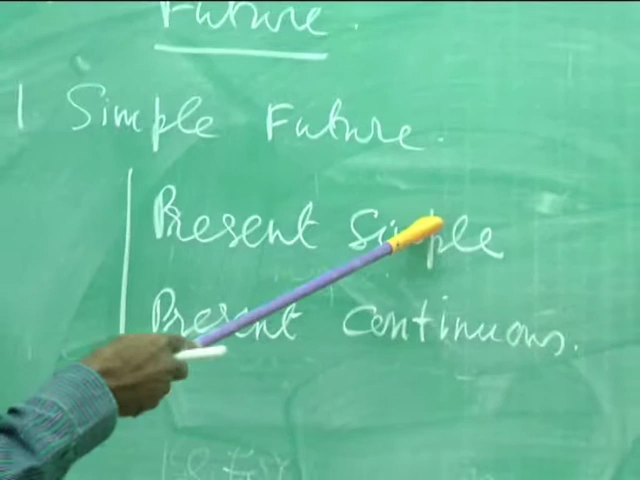 Future.
1 Simple Future.
Present Simple
Present Continuous.